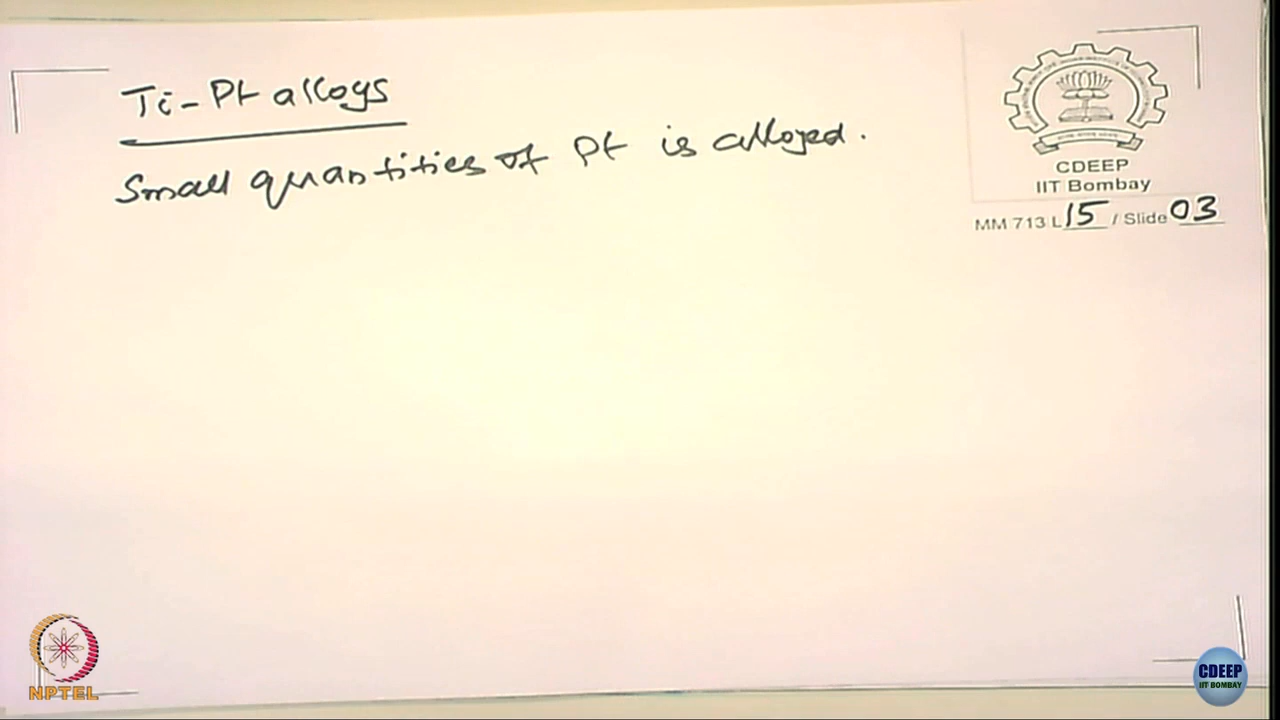 Ti-Pt alloys
Small quantities of Pt is alloyed.
CDEEP
IIT Bombay
MM 713 L 15 / Slide 03
NPTEL
CDEEP
IIT BOMBAY